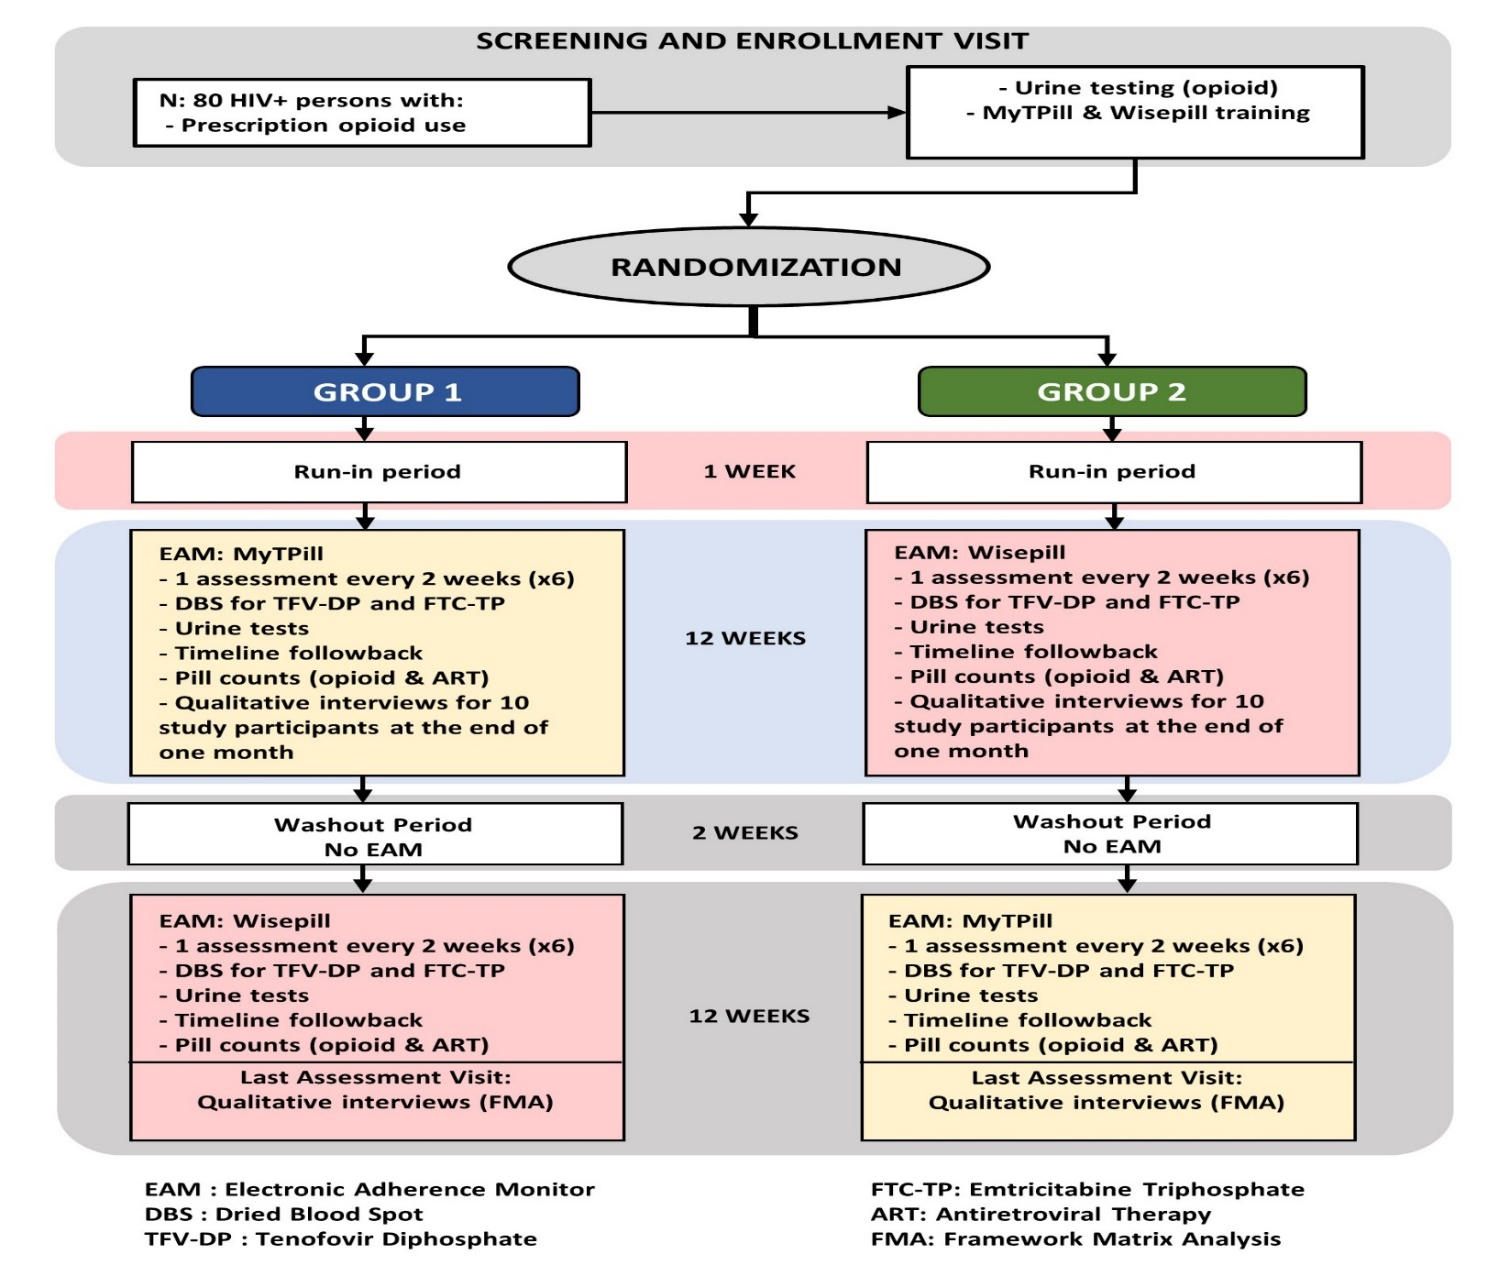 SCREENING AND ENROLLMENT VISIT
N: 80 HIV+ persons with:
- Prescription opioid use
- Urine testing (opioid)
- MyTPill & Wisepill training
RANDOMIZATION
GROUP 1
GROUP 2
Run-in period
1 WEEK
Run-in period
EAM: MyTPill
- 1 assessment every 2 weeks (x6)
- DBS for TFV-DP and FTC-TP
- Urine tests
- Timeline followback
- Pill counts (opioid & ART)
- Qualitative interviews for 10
study participants at the end of
one month
12 WEEKS
EAM: Wisepill
- 1 assessment every 2 weeks (x6)
- DBS for TFV-DP and FTC-TP
- Urine tests
- Timeline followback
- Pill counts (opioid & ART)
- Qualitative interviews for 10
study participants at the end of
one month
Washout Period
No EAM
2 WEEKS
Washout Period
No EAM
EAM: Wisepill
- 1 assessment every 2 weeks (x6)
- DBS for TFV-DP and FTC-TP
- Urine tests
- Timeline followback
- Pill counts (opioid & ART)
Last Assessment Visit:
Qualitative interviews (FMA)
12 WEEKS
EAM: MyTPill
- 1 assessment every 2 weeks (x6)
- DBS for TFV-DP and FTC-TP
- Urine tests
- Timeline followback
- Pill counts (opioid & ART)
Last Assessment Visit:
Qualitative interviews (FMA)
EAM : Electronic Adherence Monitor
DBS : Dried Blood Spot
TFV-DP : Tenofovir Diphosphate
FTC-TP: Emtricitabine Triphosphate
ART: Antiretroviral Therapy
FMA: Framework Matrix Analysis